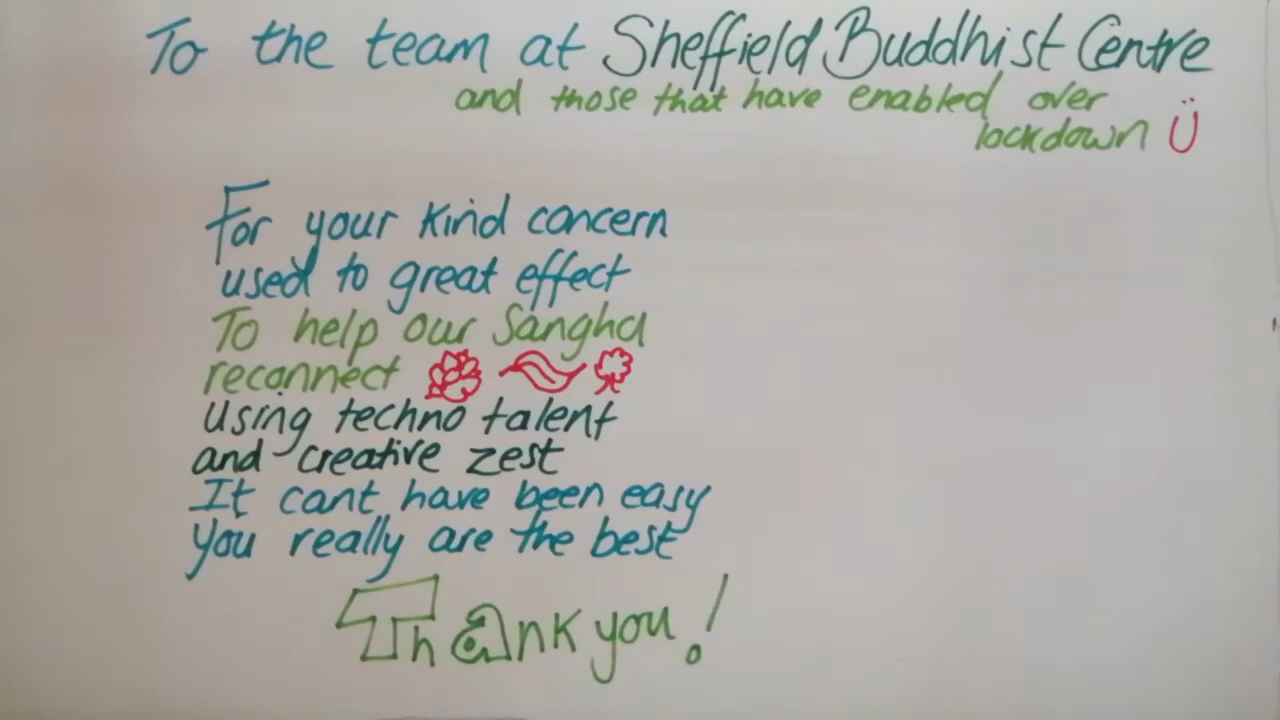 To the team at Sheffield Buddhist Centre
and those that have enabled over
lockdown Ü
For your kind concern
used to great effect
To help our Sangha
reconnect
using techno talent
and creative zest
It cant have been easy
You really are the best
Thank you!